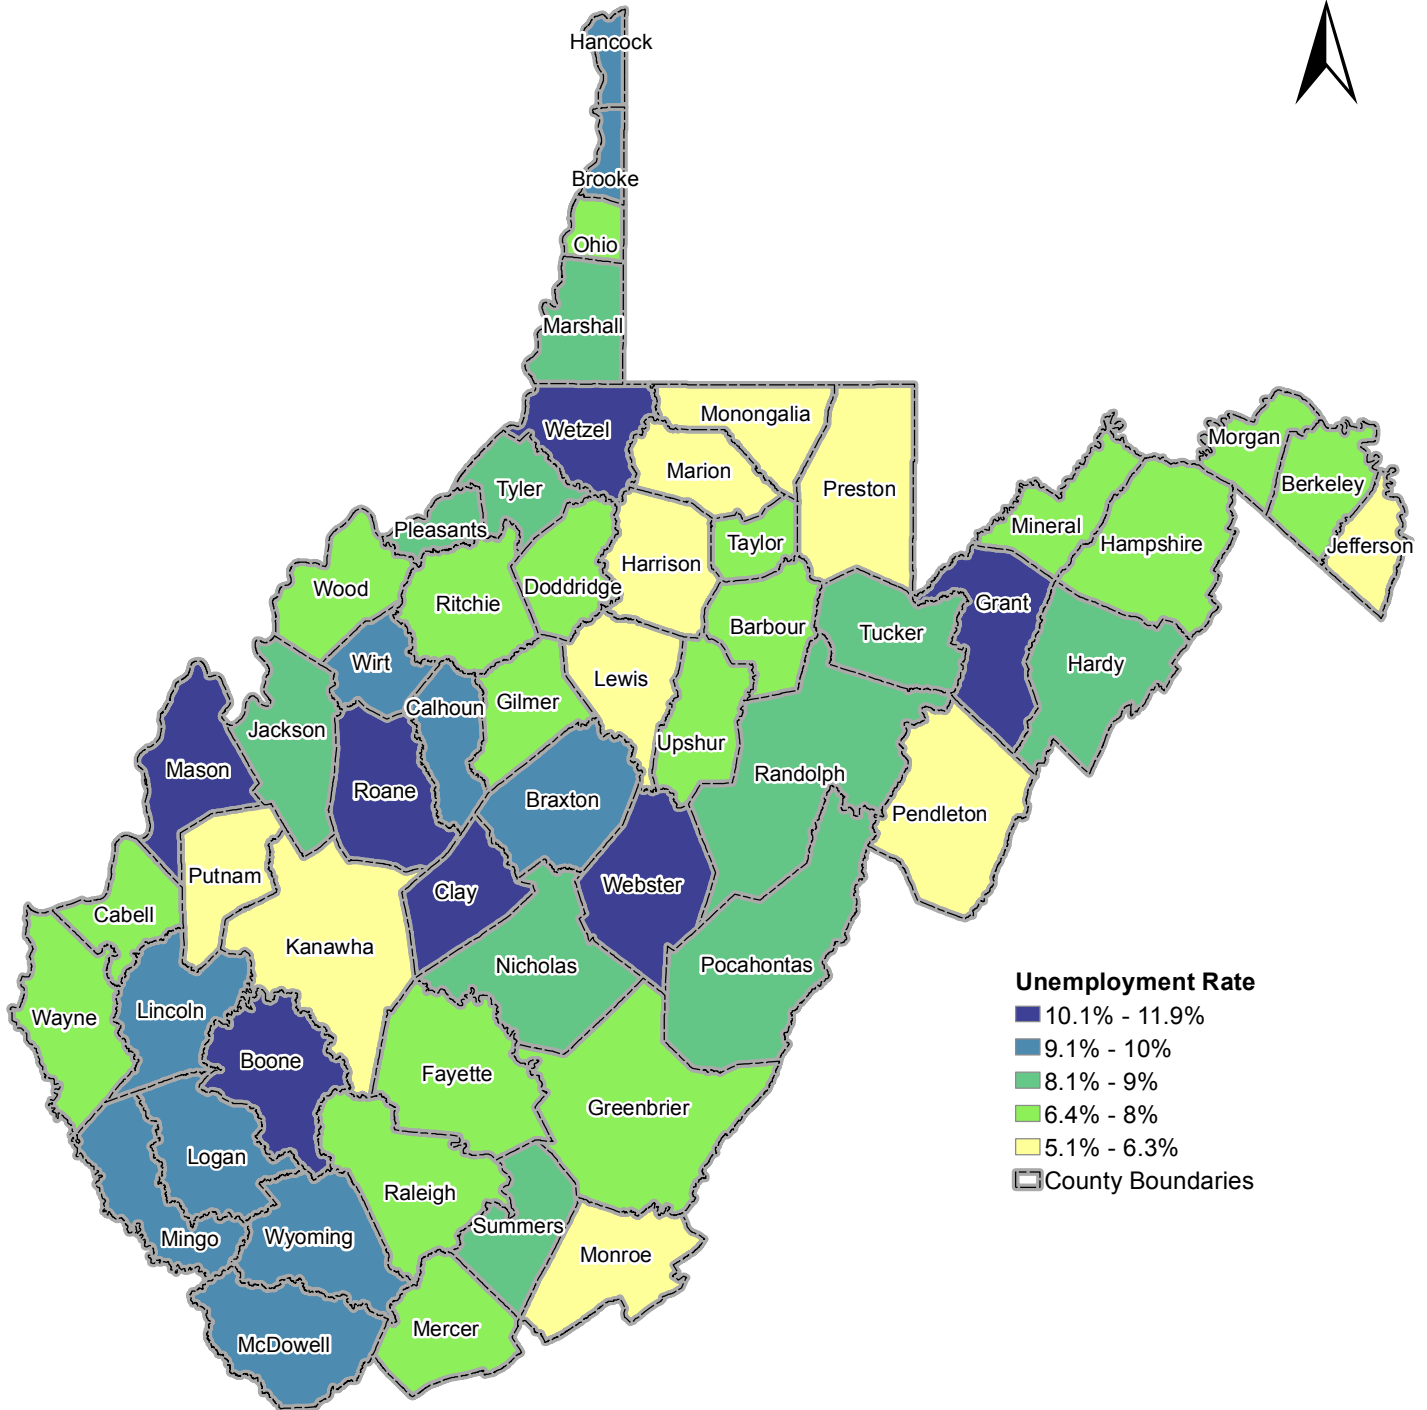 Hancock
Brooke
Ohio
Marshall
Wetzel
Monongalia
Marion
Preston
Tyler
Pleasants
Morgan
Berkeley
Jefferson
Mineral
Hampshire
Taylor
Harrison
Wood
Ritchie
Doddridge
Barbour
Tucker
Grant
Hardy
Wirt
Lewis
Calhoun
Gilmer
Jackson
Upshur
Mason
Roane
Braxton
Randolph
Pendleton
Putnam
Clay
Webster
Cabell
Kanawha
Nicholas
Pocahontas
Wayne
Lincoln
Boone
Fayette
Greenbrier
Logan
Raleigh
Summers
Mingo
Wyoming
Monroe
McDowell
Mercer
Unemployment Rate
10.1% - 11.9%
9.1% - 10%
8.1% - 9%
6.4% - 8%
5.1% - 6.3%
County Boundaries